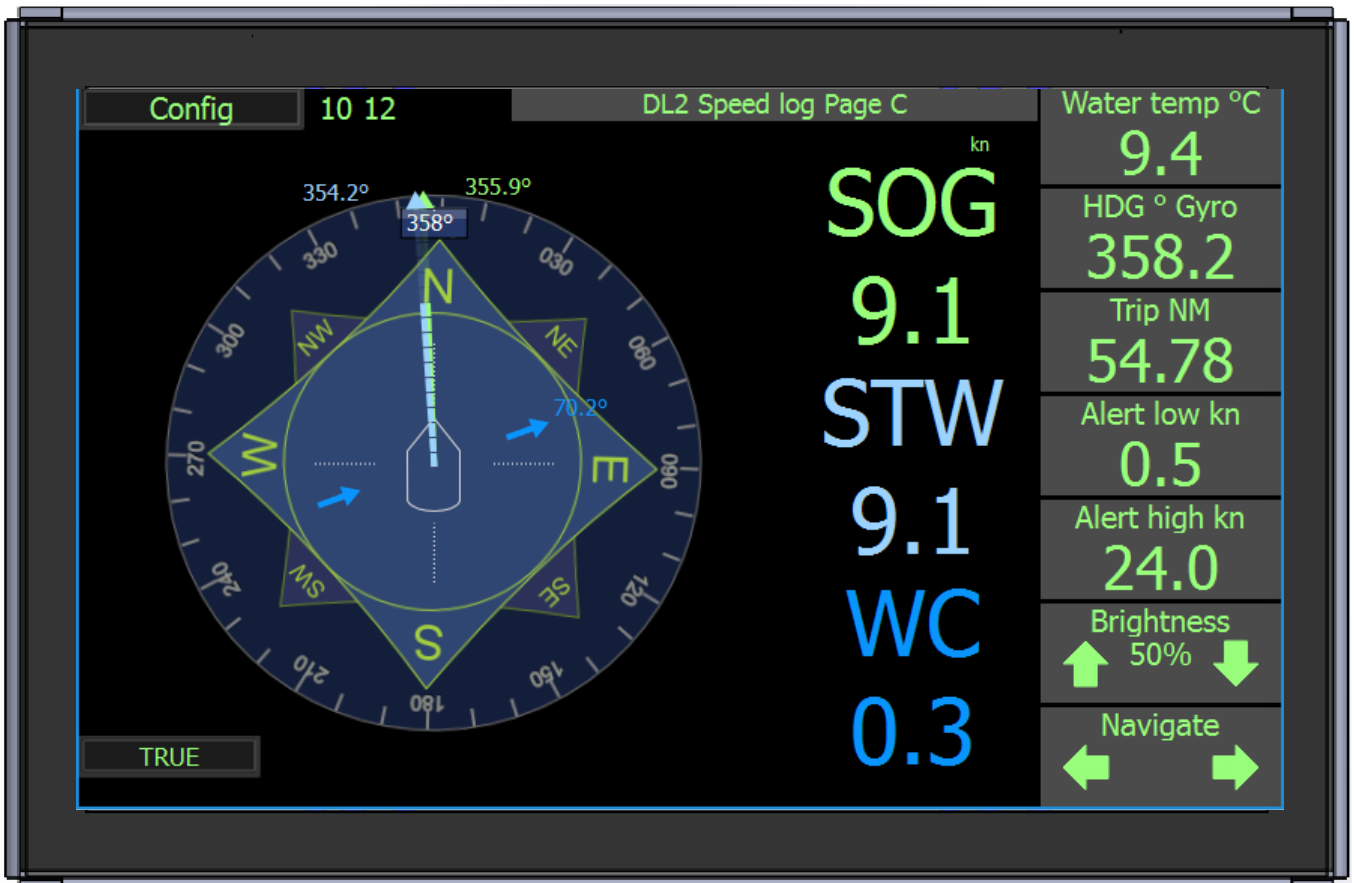 Config
10 12
DL2 Speed log Page C
kn
SOG
9.1
STW
9.1
WC
0.3
354.2°
355.9°
358°
N
030
NE
060
70.2°
E
090
SE
120
150
S
180
210
SW
240
W
270
NW
300
330
TRUE
Water temp °C
9.4
HDG ° Gyro
358.2
Trip NM
54.78
Alert low kn
0.5
Alert high kn
24.0
Brightness
50%
Navigate